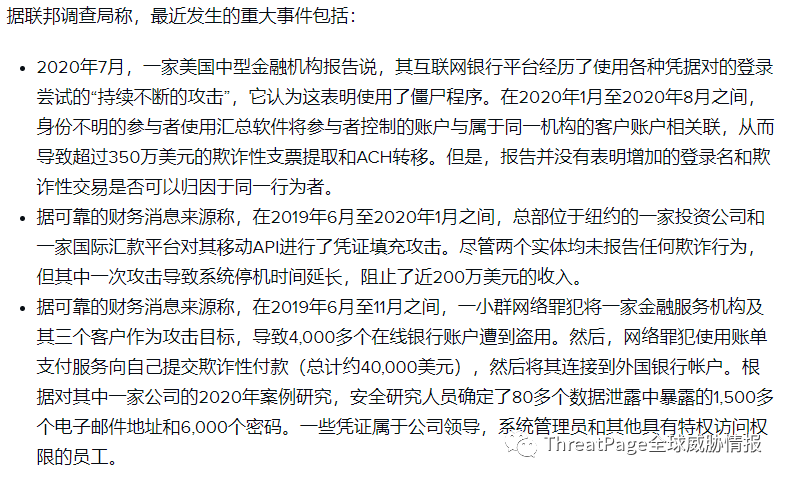 据联邦调查局称，最近发生的重大事件包括：
• 2020年7月，一家美国中型金融机构报告说，其互联网银行平台经历了使用各种凭据对的登录
尝试的“持续不断的攻击”，它认为这表明使用了僵尸程序。在2020年1月至2020年8月之间，
身份不明的参与者使用汇总软件将参与者控制的账户与属于同一机构的客户账户相关联，从而
导致超过350万美元的欺诈性支票提取和ACH转移。但是，报告并没有表明增加的登录名和欺
诈性交易是否可以归因于同一行为者。
• 据可靠的财务消息来源称，在2019年6月至2020年1月之间，总部位于纽约的一家投资公司和
一家国际汇款平台对其移动API进行了凭证填充攻击。尽管两个实体均未报告任何欺诈行为，
但其中一次攻击导致系统停机时间延长，阻止了近200万美元的收入。
• 据可靠的财务消息来源称，在2019年6月至11月之间，一小群网络罪犯将一家金融服务机构及
其三个客户作为攻击目标，导致4,000多个在线银行账户遭到盗用。然后，网络罪犯使用账单
支付服务向自己提交欺诈性付款（总计约40,000美元），然后将其连接到外国银行帐户。根
据对其中一家公司的2020年案例研究，安全研究人员确定了80多个数据泄露中暴露的1,500多
个电子邮件地址和6,000个密码。一些凭证属于公司领导，系统管理员和其他具有特权访问权
限的员工。
ThreatPage全球威胁情报